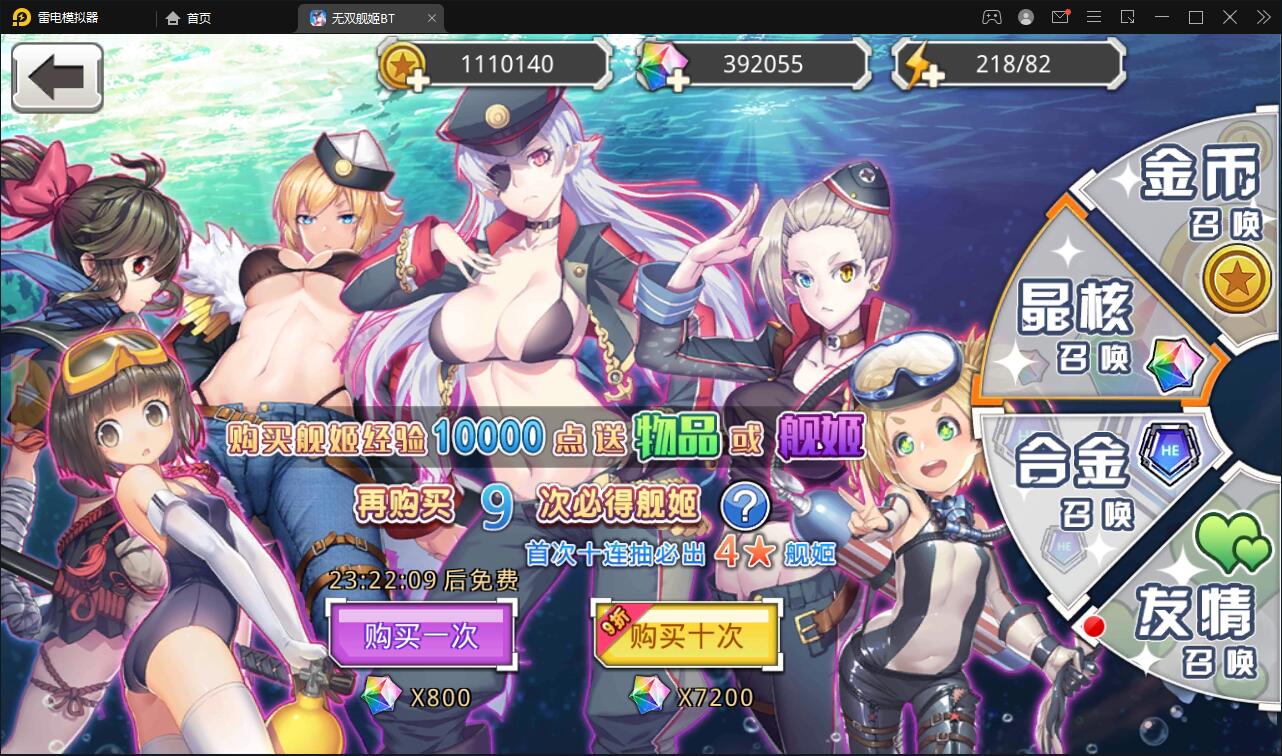 雷电模拟器
首页
无双舰姬BT
1110140
392055
218/82
金币
召唤
晶核
召唤
合金
召唤
HE
友情
召唤
购买舰姬经验10000点送物品或舰姬
再购买9次必得舰姬?
首次十连抽必出4★舰姬
23:22:09后免费
购买一次
9折
购买十次
X800
X7200